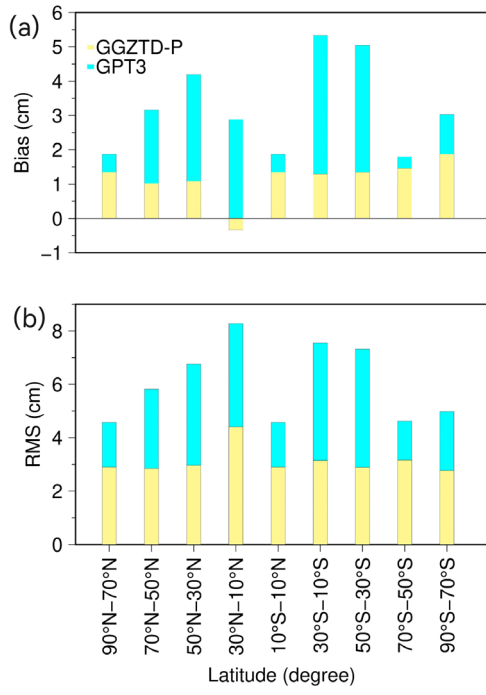 (a)
6
5
4
3
2
1
0
−1
Bias (cm)
GGZTD-P
GPT3
(b)
8
6
4
2
0
RMS (cm)
90°N−70°N
70°N−50°N
50°N−30°N
30°N−10°N
10°S−10°N
30°S−10°S
50°S−30°S
70°S−50°S
90°S−70°S
Latitude (degree)